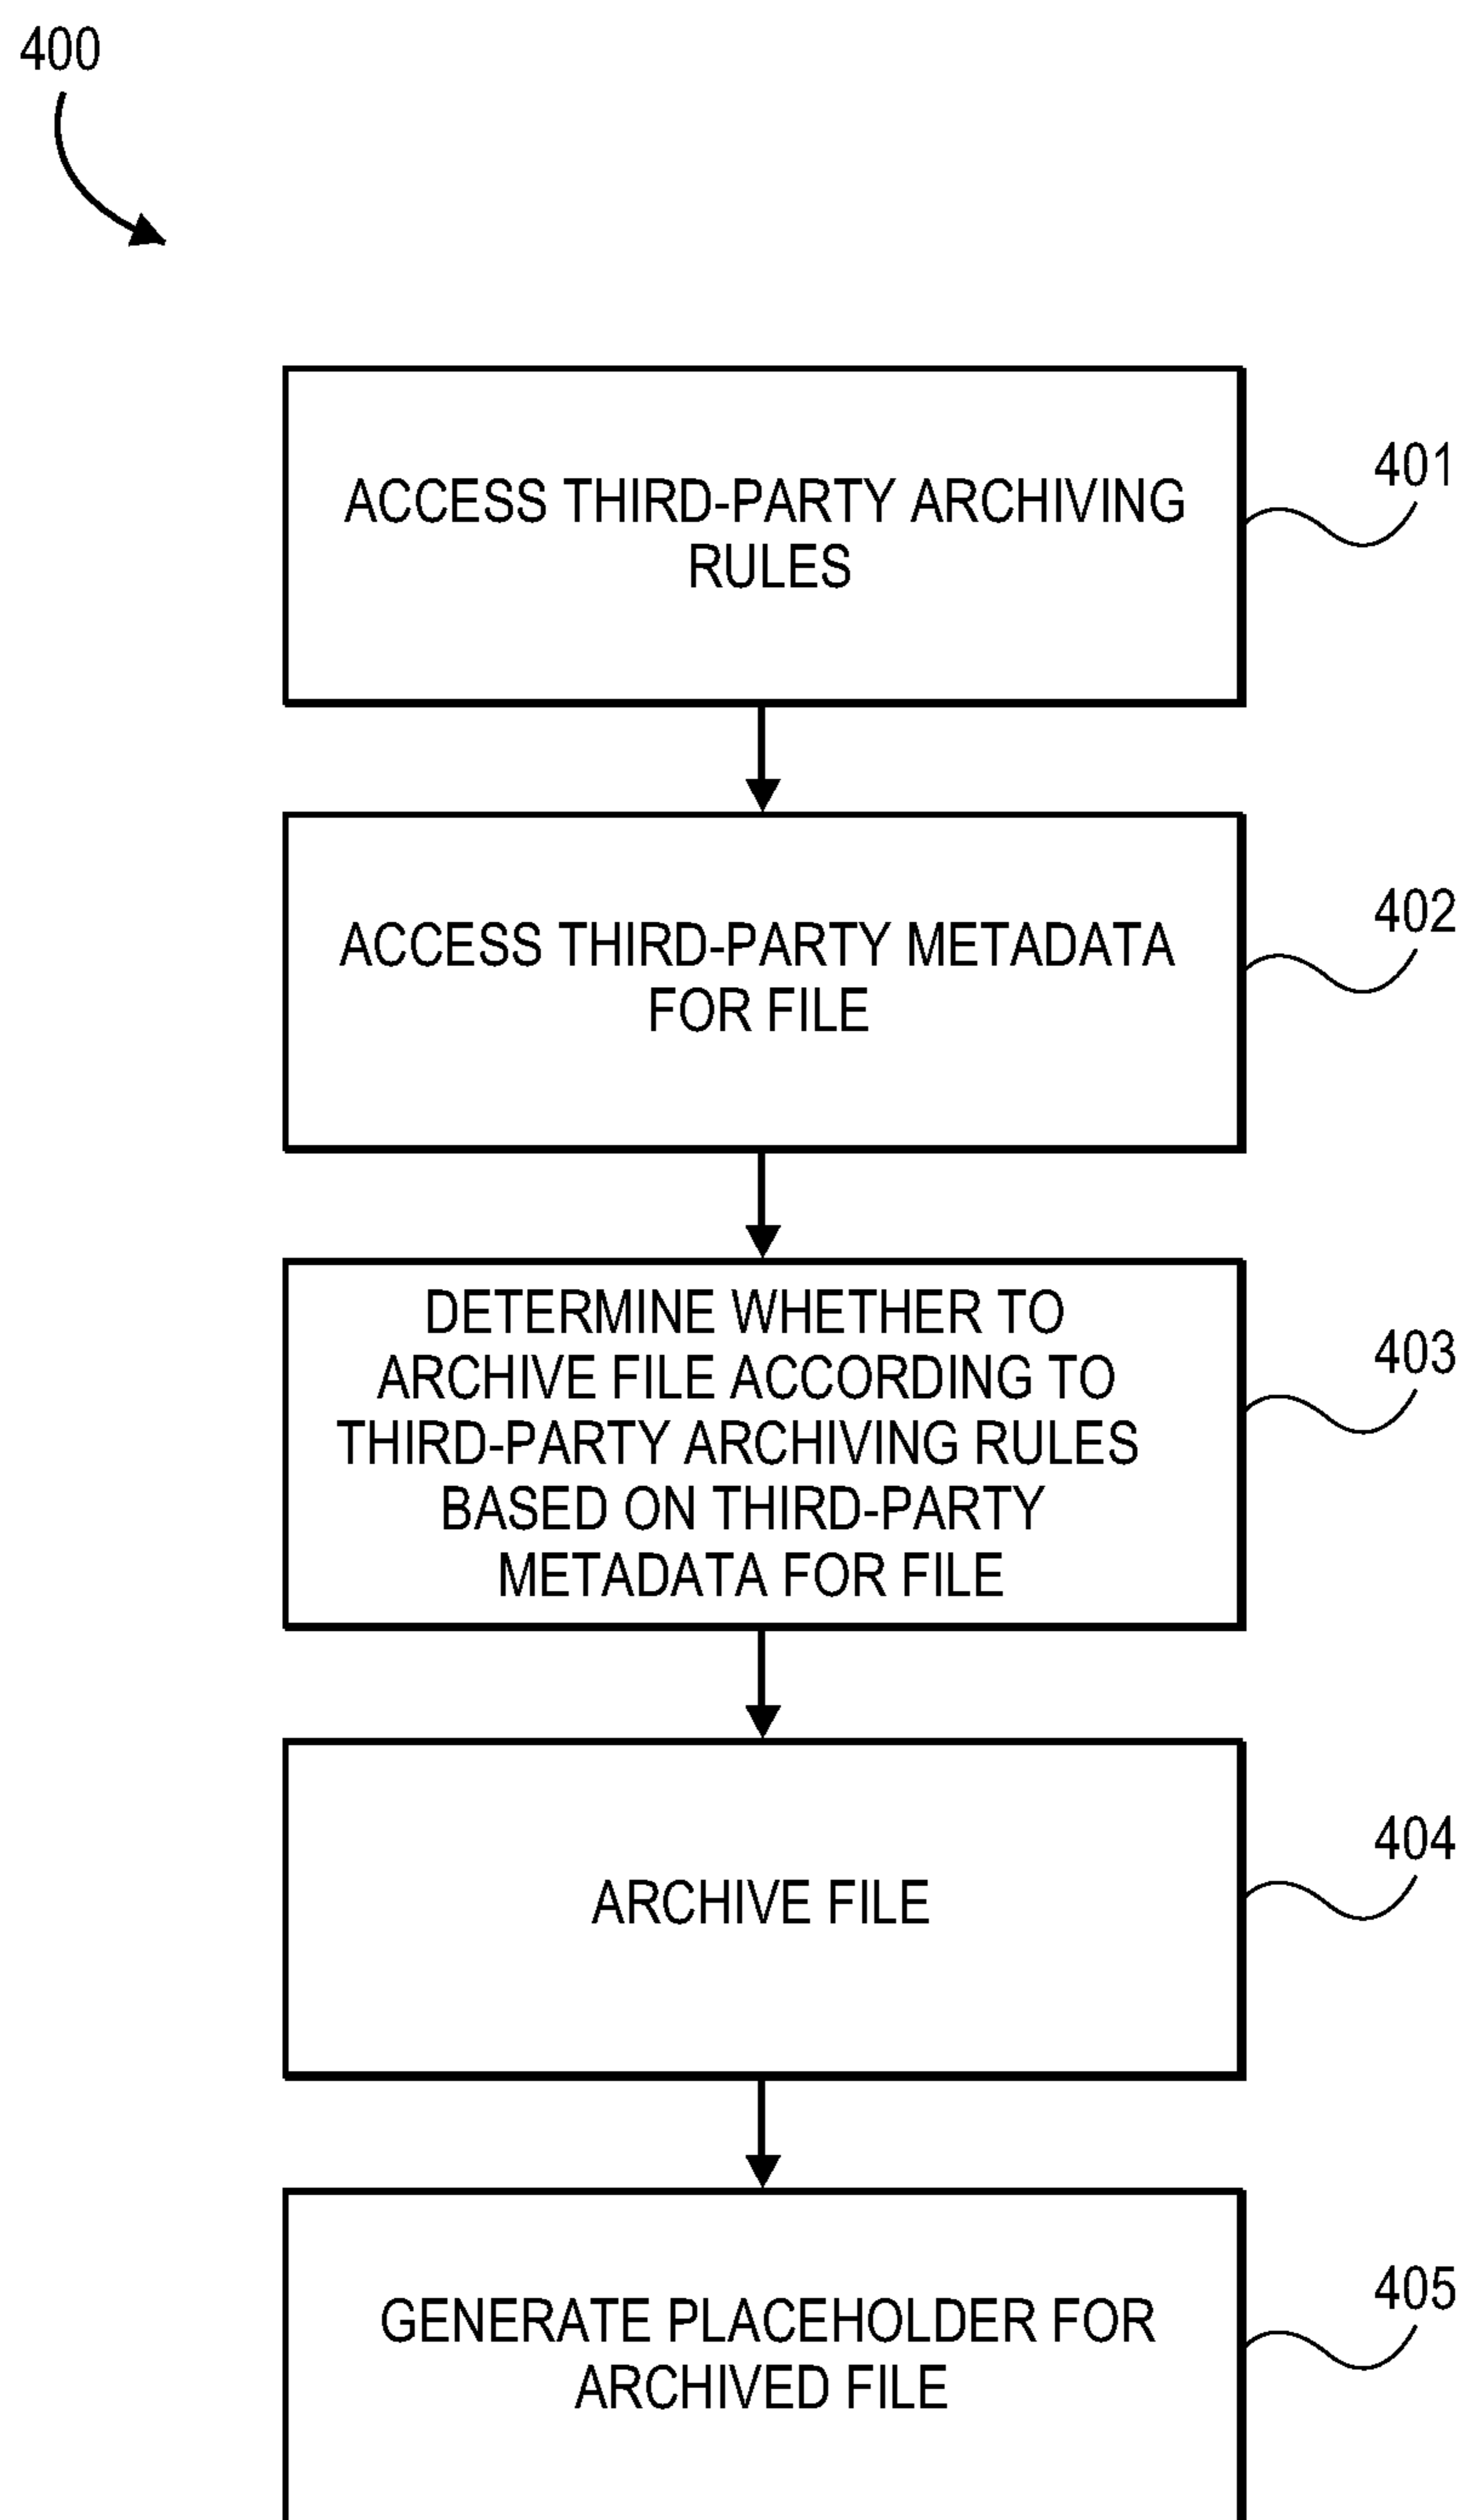 400
ACCESS THIRD-PARTY ARCHIVING
RULES
401
ACCESS THIRD-PARTY METADATA
FOR FILE
402
DETERMINE WHETHER TO
ARCHIVE FILE ACCORDING TO
THIRD-PARTY ARCHIVING RULES
BASED ON THIRD-PARTY
METADATA FOR FILE
403
ARCHIVE FILE
404
GENERATE PLACEHOLDER FOR
ARCHIVED FILE
405